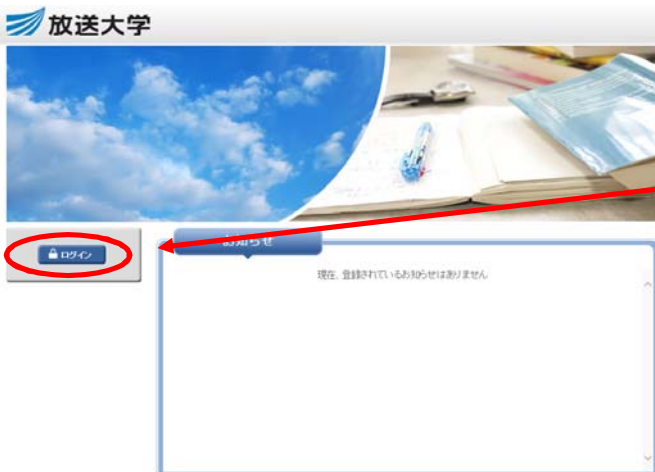 放送大学
ログイン
お知らせ
現在、登録されているお知らせはありません